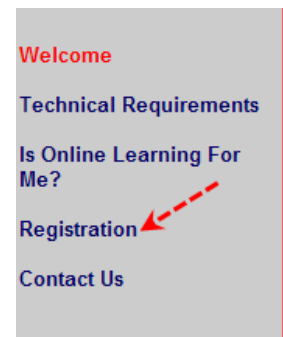 Welcome
Technical Requirements
Is Online Learning For
Me?
Registration
Contact Us